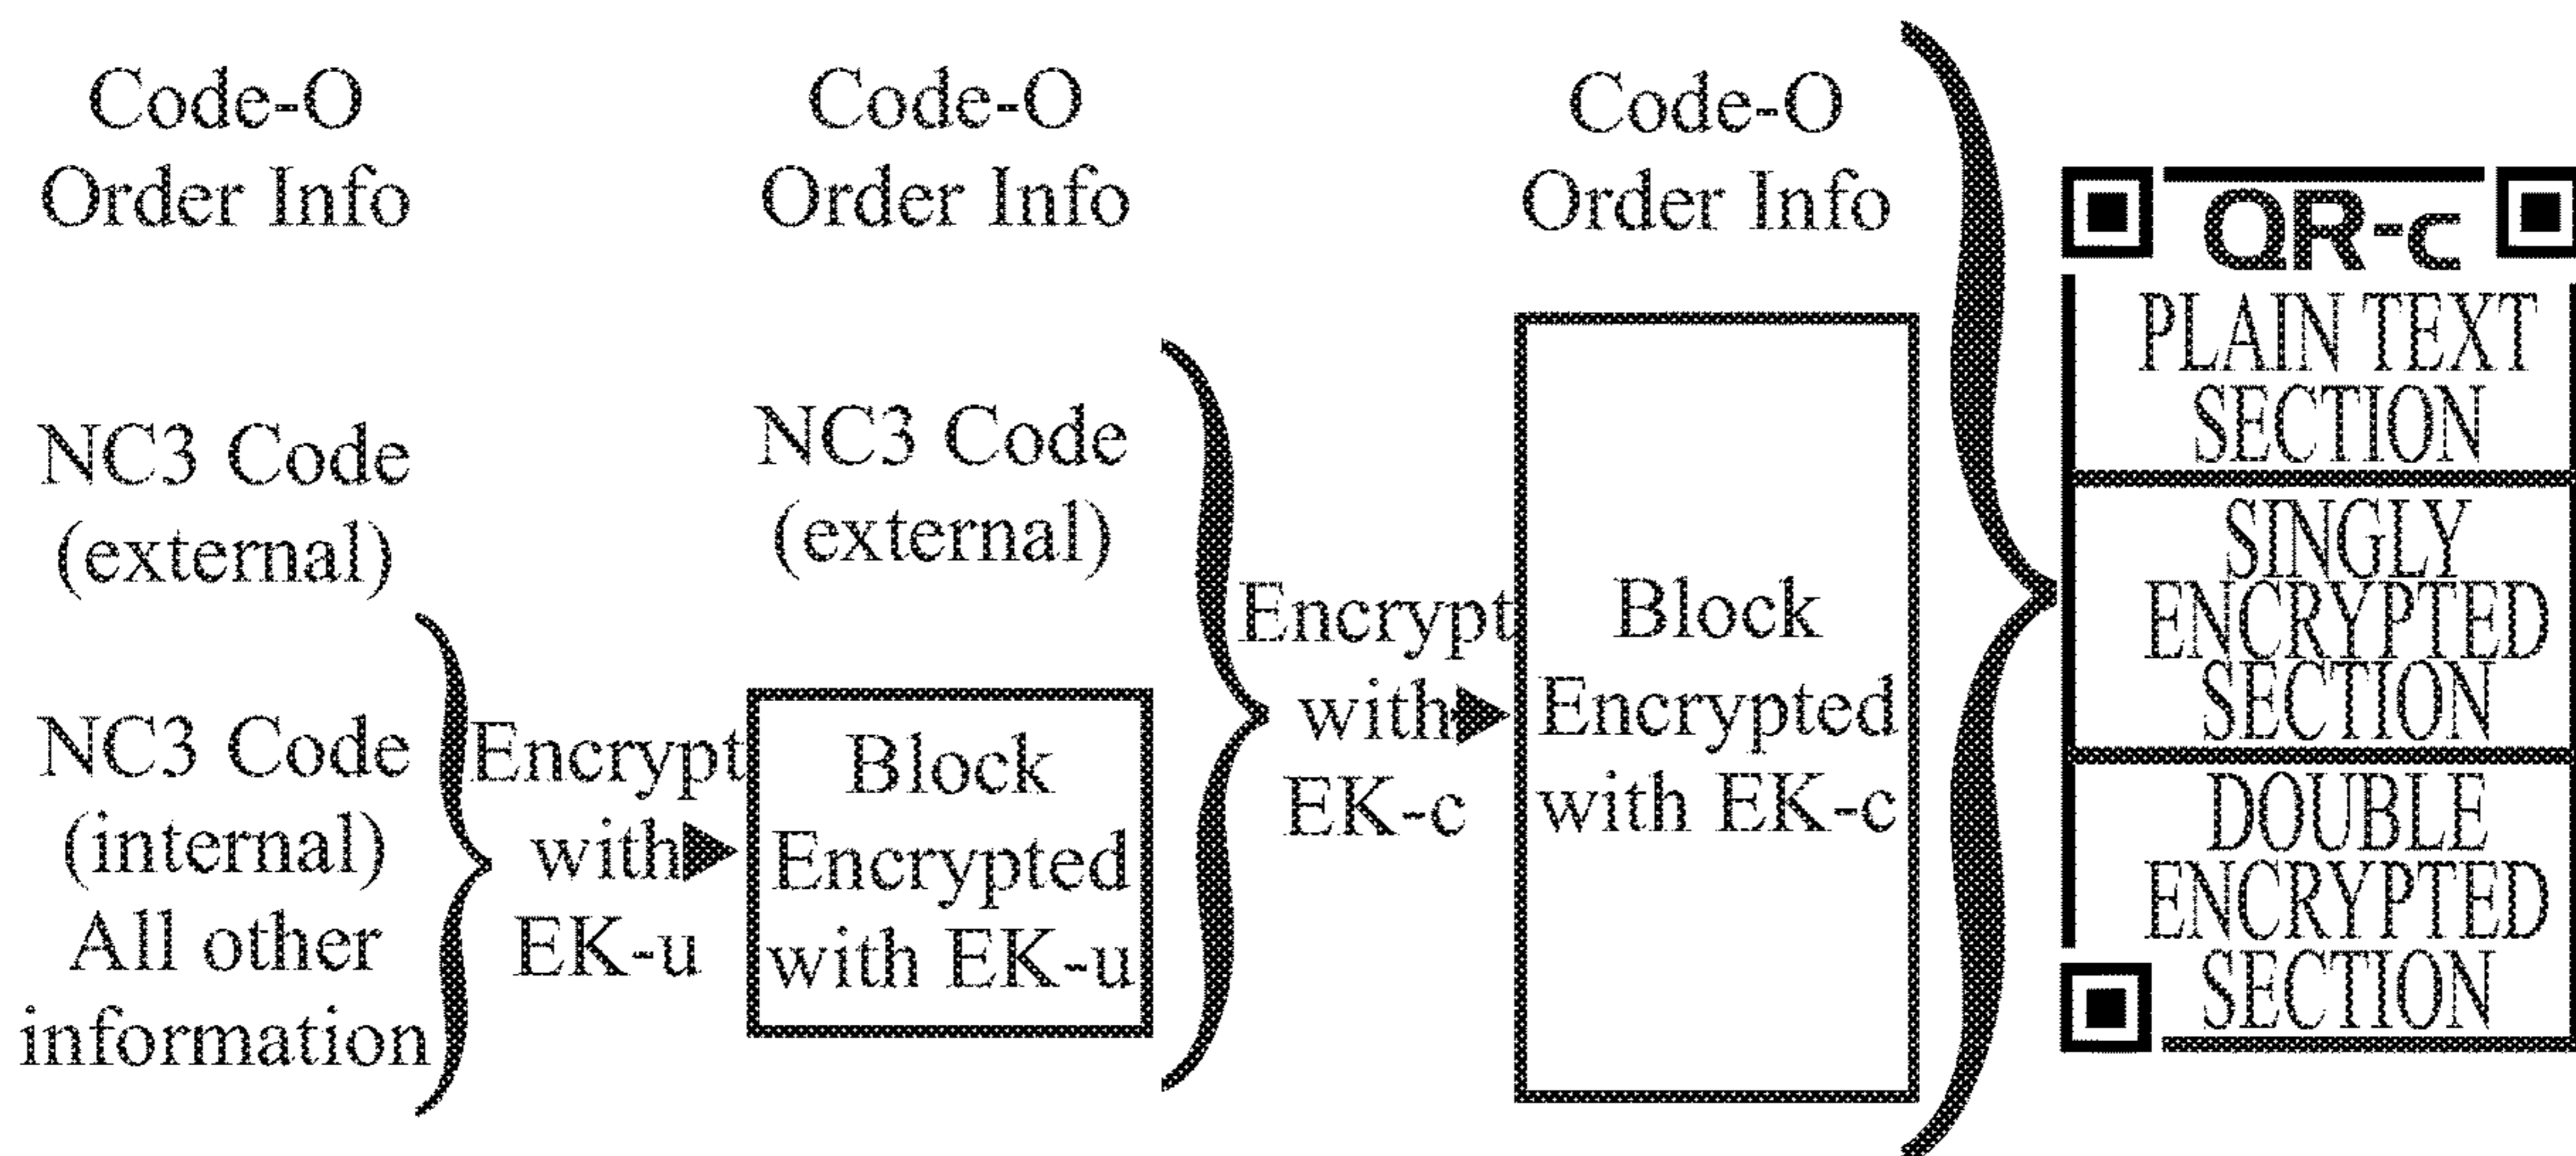 Code-O
Order Info
NC3 Code
(external)
NC3 Code
(internal)
All other
information
Encrypt
with
EK-u
Code-O
Order Info
NC3 Code
(external)
Block
Encrypted
with EK-u
Encrypt
with
EK-c
Code-O
Order Info
Block
Encrypted
with EK-c
QR-c
PLAIN TEXT
SECTION
SINGLY
ENCRYPTED
SECTION
DOUBLE
ENCRYPTED
SECTION